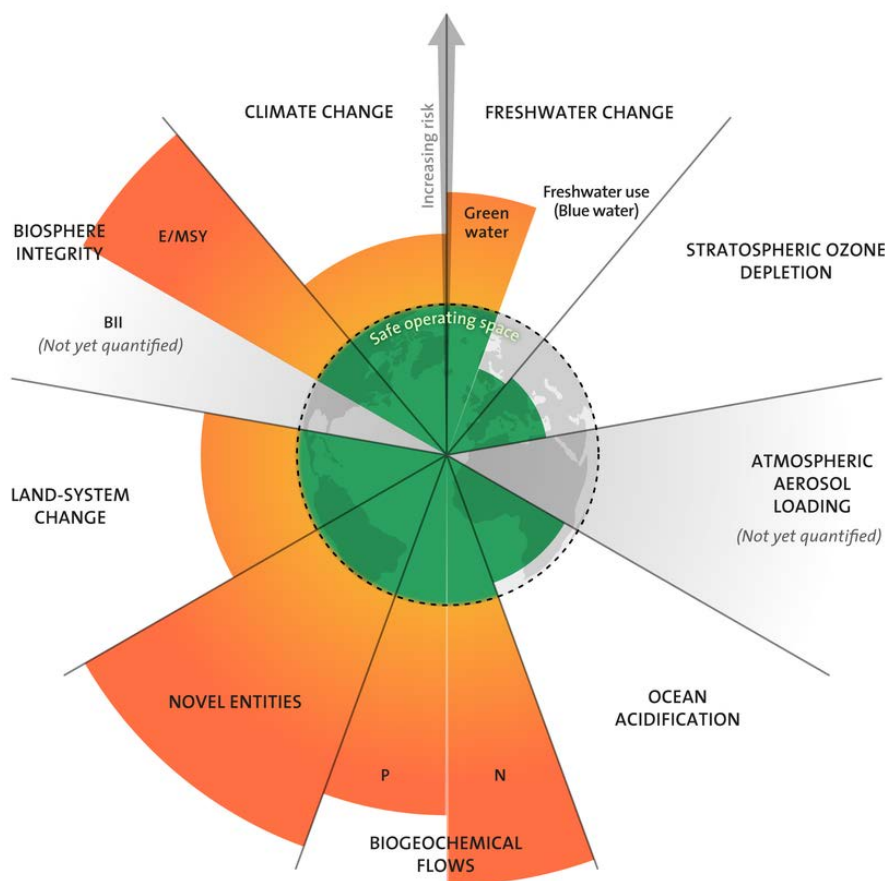 CLIMATE CHANGE
Increasing risk
FRESHWATER CHANGE
Green
water
Freshwater use
(Blue water)
STRATOSPHERIC OZONE
DEPLETION
BIOSPHERE
INTEGRITY
E/MSY
BII
(Not yet quantified)
Safe operating space
ATMOSPHERIC
AEROSOL
LOADING
(Not yet quantified)
LAND-SYSTEM
CHANGE
NOVEL ENTITIES
OCEAN
ACIDIFICATION
P
N
BIOGEOCHEMICAL
FLOWS